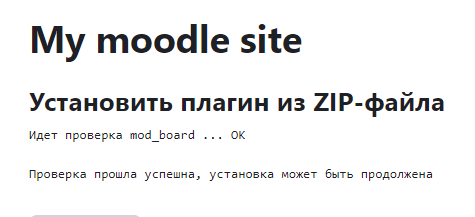 My moodle site
Установить плагин из ZIP-файла
Идет проверка mod_board ... OK
Проверка прошла успешна, установка может быть продолжена